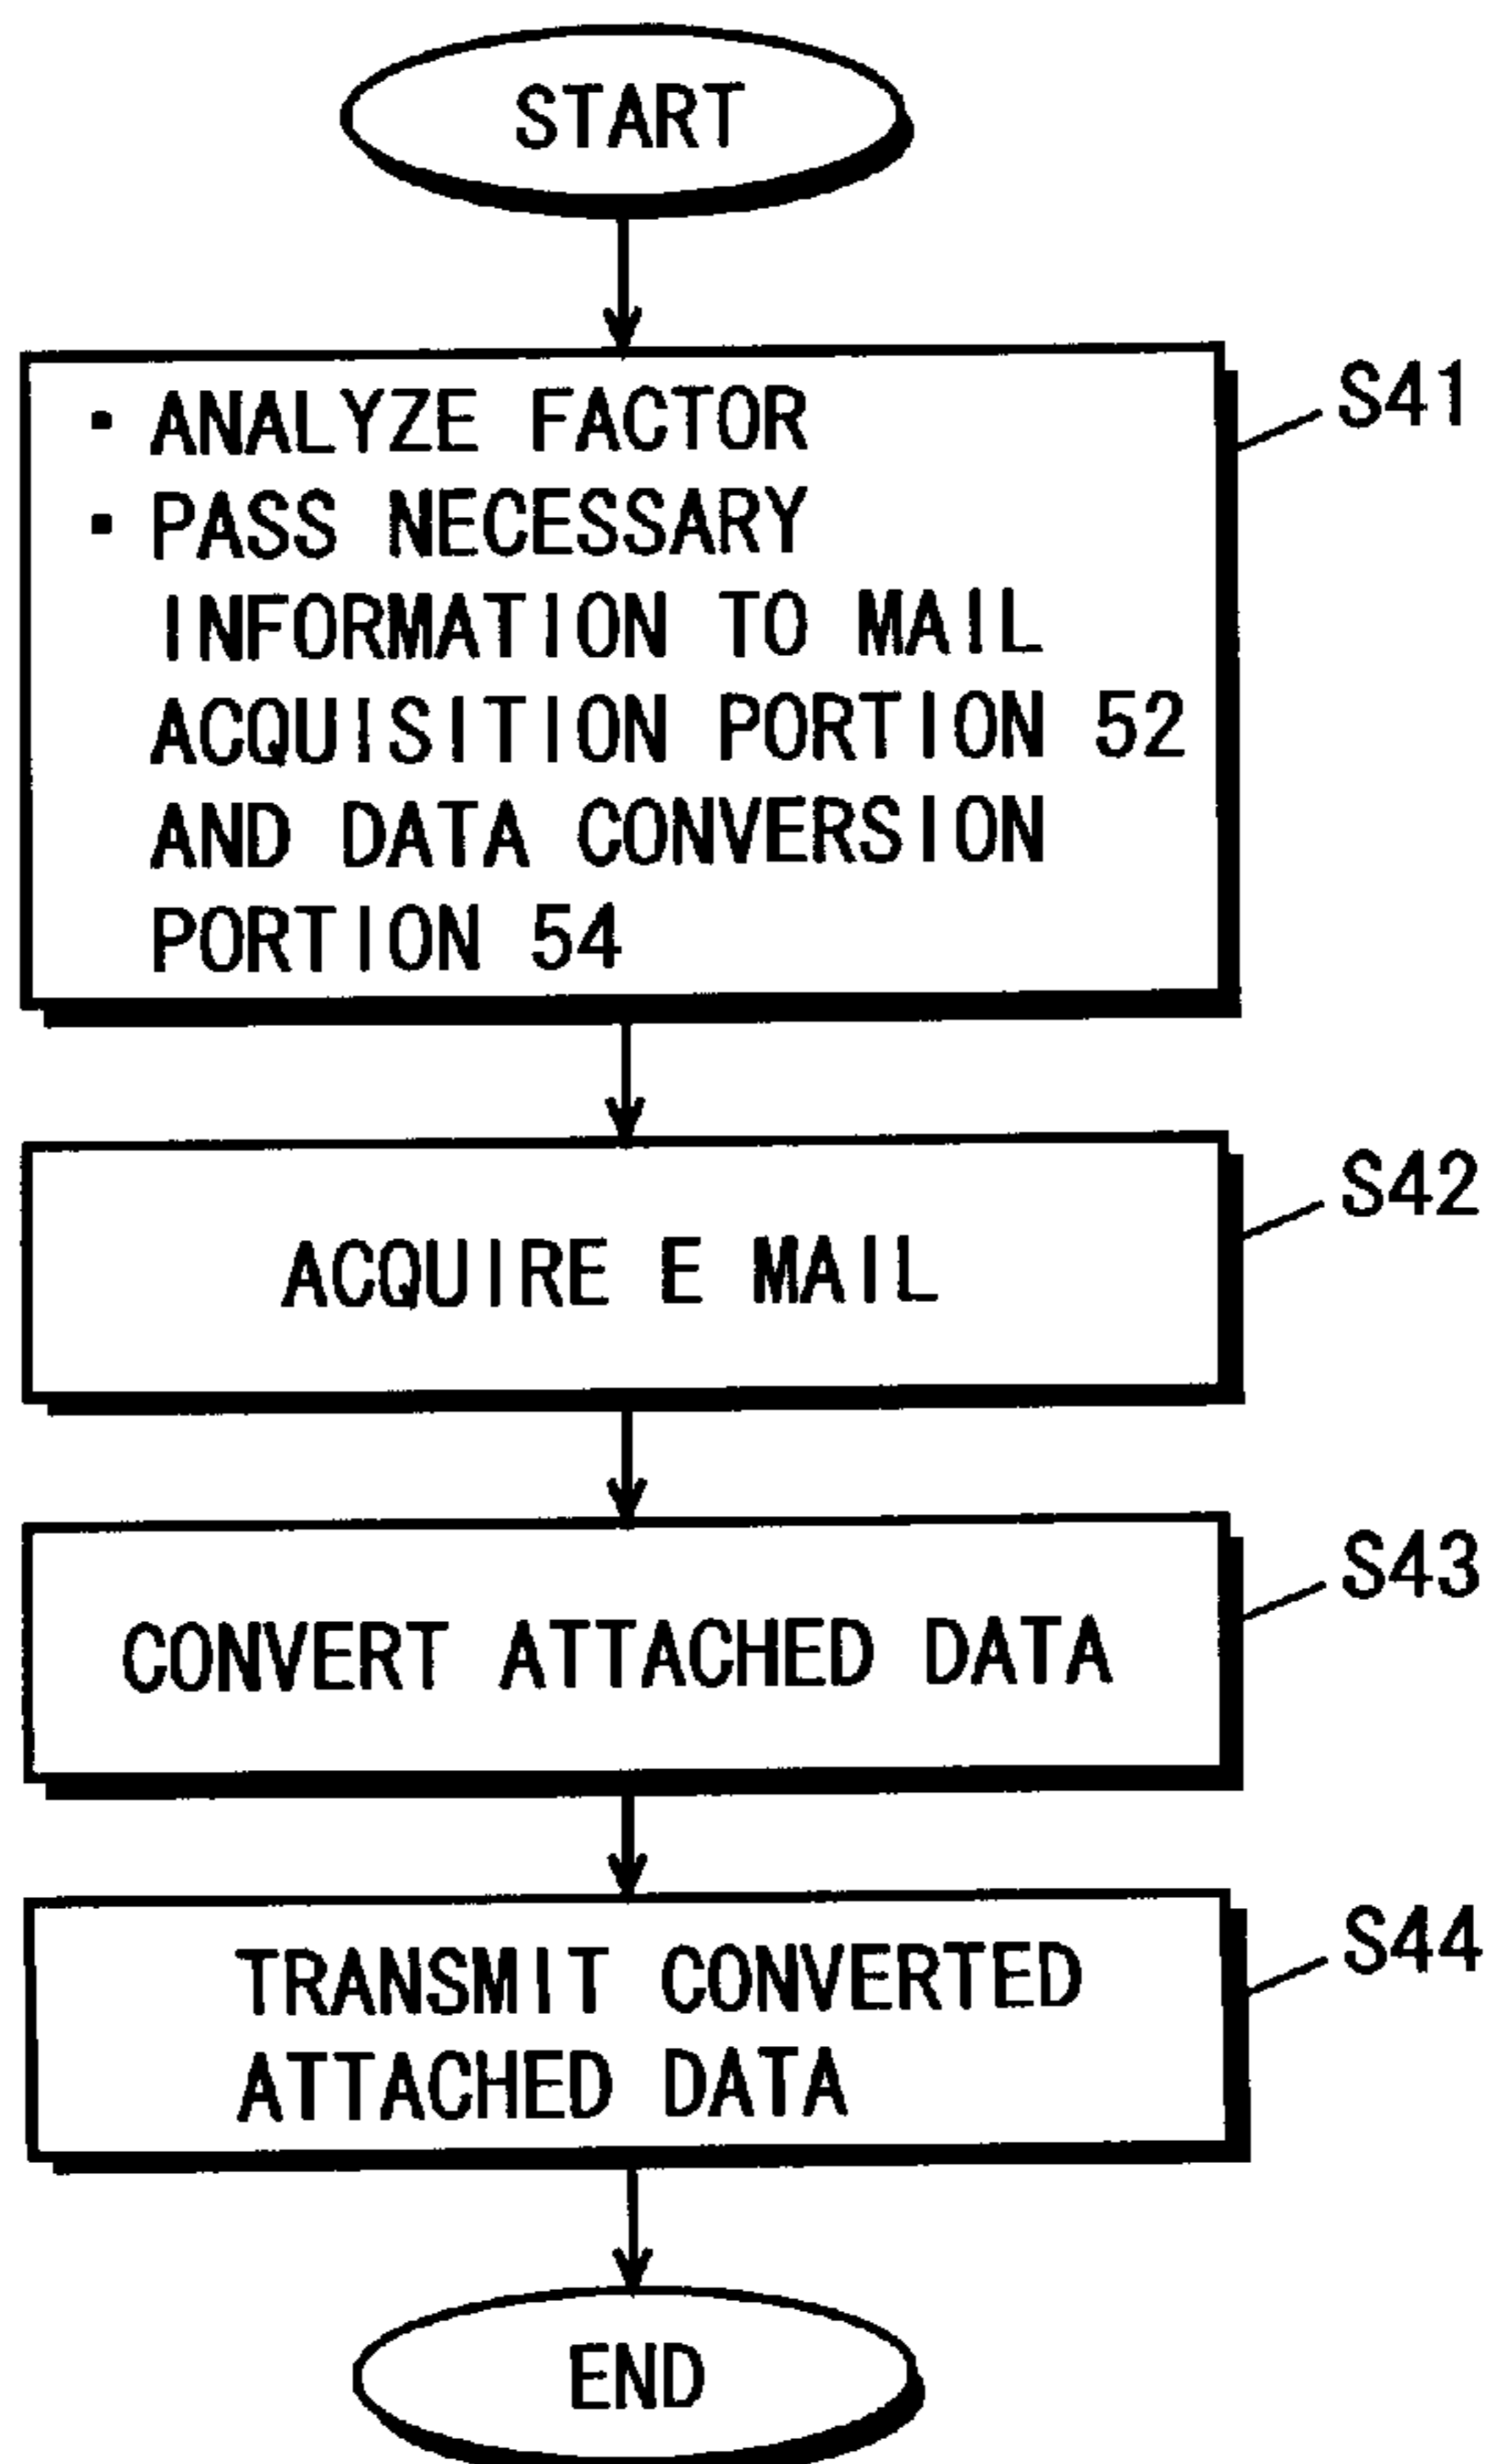 START
・ANALYZE FACTOR
・PASS NECESSARY
INFORMATION TO MAIL
ACQUISITION PORTION 52
AND DATA CONVERSION
PORTION 54
S41
ACQUIRE E MAIL
S42
CONVERT ATTACHED DATA
S43
TRANSMIT CONVERTED
ATTACHED DATA
S44
END